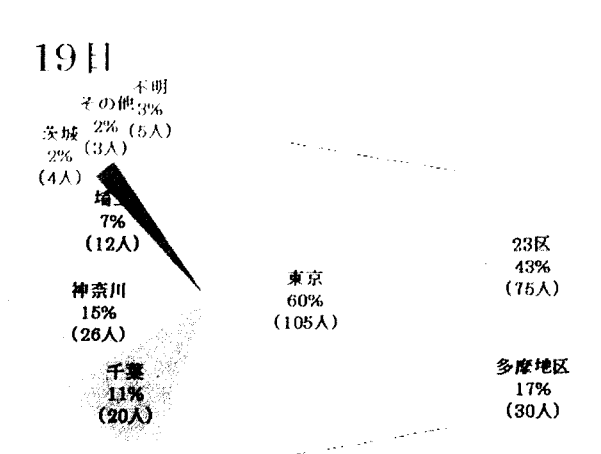 19日
不明
3%
(5人)
その他
2%
(3人)
茨城
2%
(4人)
埼
7%
(12人)
神奈川
15%
(26人)
千葉
11%
(20人)
東京
60%
(105人)
23区
43%
(75人)
多摩地区
17%
(30人)